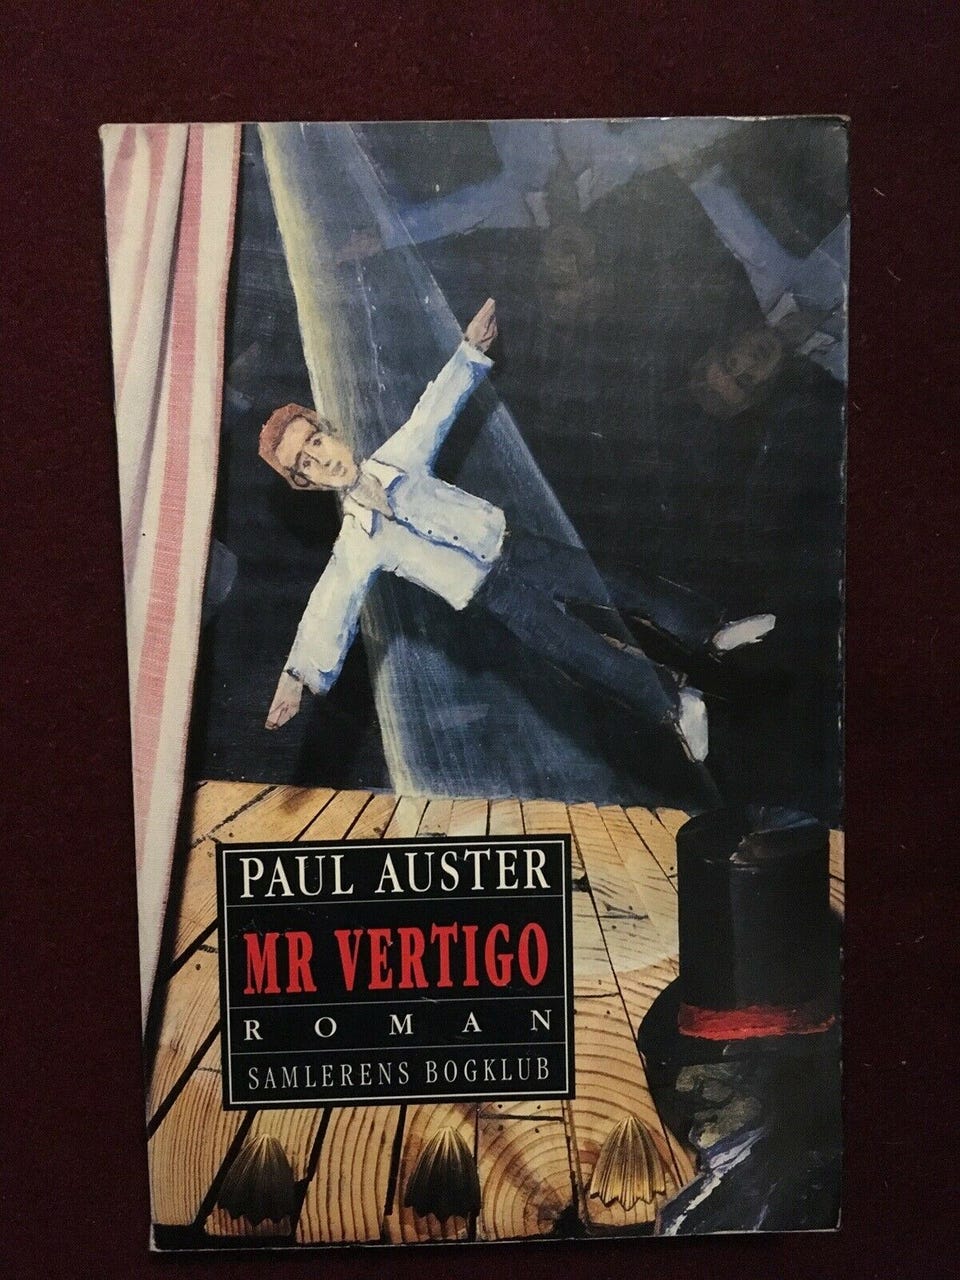 PAUL AUSTER
MR VERTIGO
ROMAN
SAMLERENS BOGKLUB